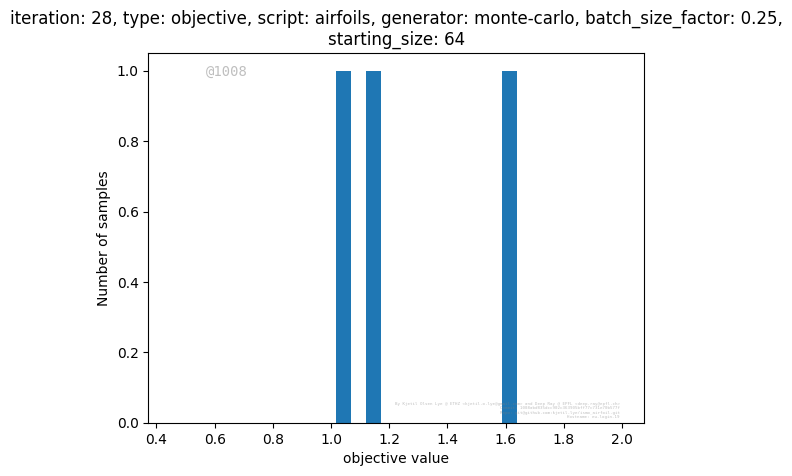 iteration: 28, type: objective, script: airfoils, generator: monte-carlo, batch_size_factor: 0.25,
starting_size: 64
@1008
1.0
0.8
0.6
0.4
0.2
0.0
Number of samples
0.4 0.6 0.8 1.0 1.2 1.4 1.6 1.8 2.0
objective value